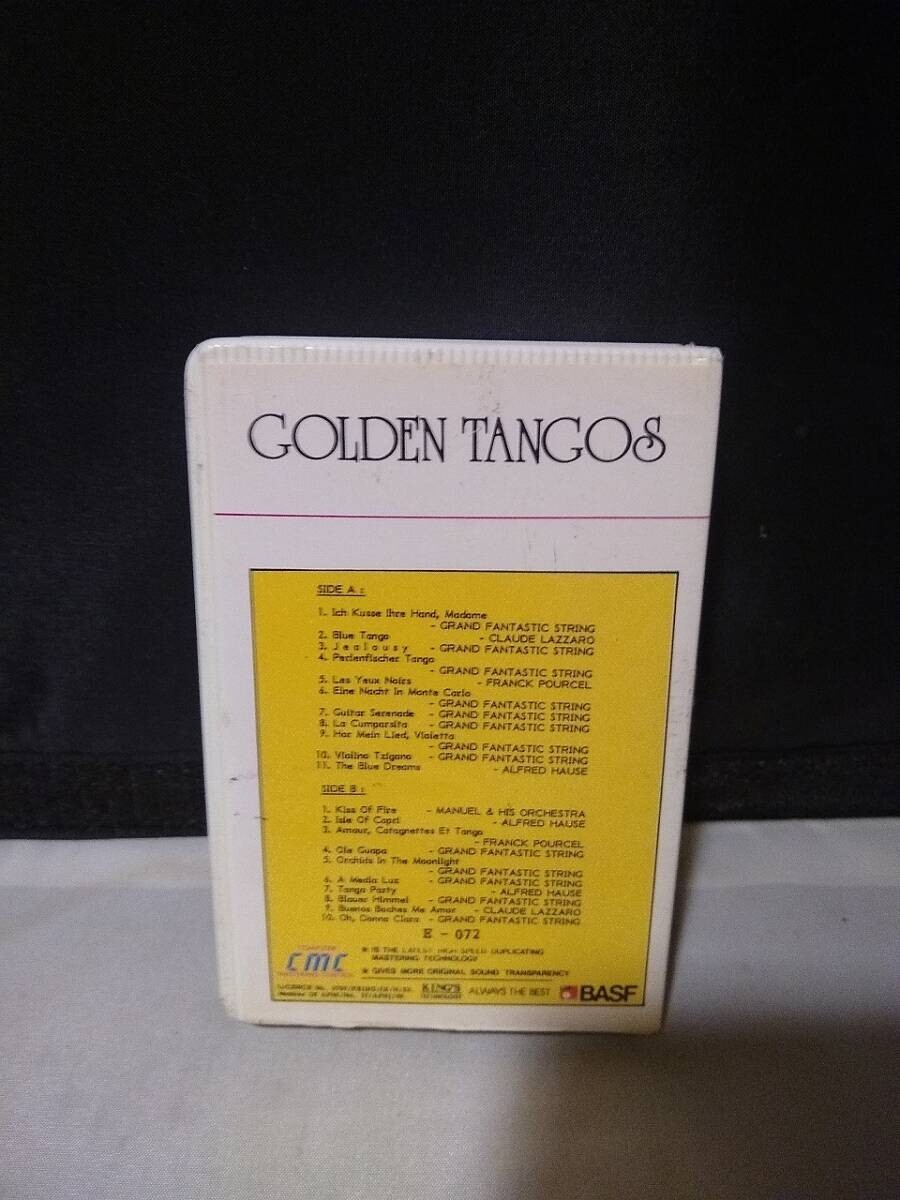 GOLDEN TANGOS
SIDE A :
1. Ich Kusse Ihre Hand, Madame
- GRAND FANTASTIC STRING
2. Blue Tango - CLAUDE LAZZARO
3. Jealousy - GRAND FANTASTIC STRING
4. Perlenfischer Tango
- GRAND FANTASTIC STRING
5. Les Yeux Noirs - FRANCK POURCEL
6. Eine Nacht In Monte Carlo
- GRAND FANTASTIC STRING
7. Guitar Serenade - GRAND FANTASTIC STRING
8. La Cumparsita - GRAND FANTASTIC STRING
9. Hor Mein Lied, Violetta
- GRAND FANTASTIC STRING
10. Violino Tzigano - GRAND FANTASTIC STRING
11. The Blue Dreams - ALFRED HAUSE
SIDE B :
1. Kiss Of Fire - MANUEL & HIS ORCHESTRA
2. Isle Of Capri - ALFRED HAUSE
3. Amour, Catagnettes Et Tango
- FRANCK POURCEL
4. Ole Guapa - GRAND FANTASTIC STRING
5. Orchids In The Moonlight
- GRAND FANTASTIC STRING
6. A Media Luz - GRAND FANTASTIC STRING
7. Tango Party - ALFRED HAUSE
8. Blauer Himmel - GRAND FANTASTIC STRING
9. Buenos Noches Me Amor - CLAUDE LAZZARO
10. Oh, Donna Clara - GRAND FANTASTIC STRING
E - 072
COMPUTER
CMC
* IS THE LATEST HIGH SPEED DUPLICATING
MASTERING TECHNOLOGY
* GIVES MORE ORIGINAL SOUND TRANSPARENCY
KING'S ALWAYS THE BEST BASF